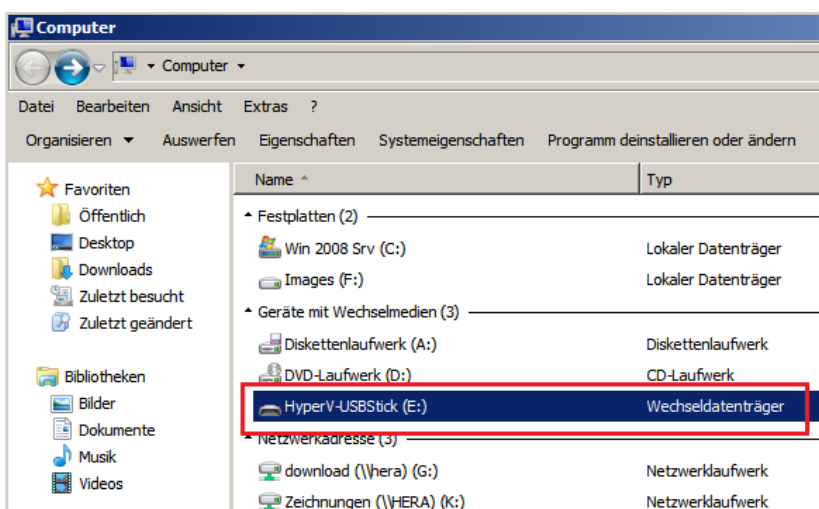 Computer
Computer
Datei Bearbeiten Ansicht Extras ?
Organisieren Auswerfen Eigenschaften Systemeigenschaften Programm deinstallieren oder ändern
Favoriten
Öffentlich
Desktop
Downloads
Zuletzt besucht
Zuletzt geändert
Bibliotheken
Bilder
Dokumente
Musik
Videos
Name Typ
Festplatten (2)
Win 2008 Srv (C:) Lokaler Datenträger
Images (F:) Lokaler Datenträger
Geräte mit Wechselmedien (3)
Diskettenlaufwerk (A:) Diskettenlaufwerk
DVD-Laufwerk (D:) CD-Laufwerk
HyperV-USBStick (E:) Wechseldatenträger
Netzwerkadresse (3)
download (\\hera) (G:) Netzwerklaufwerk
Zeichnungen (\\HERA) (K:) Netzwerklaufwerk